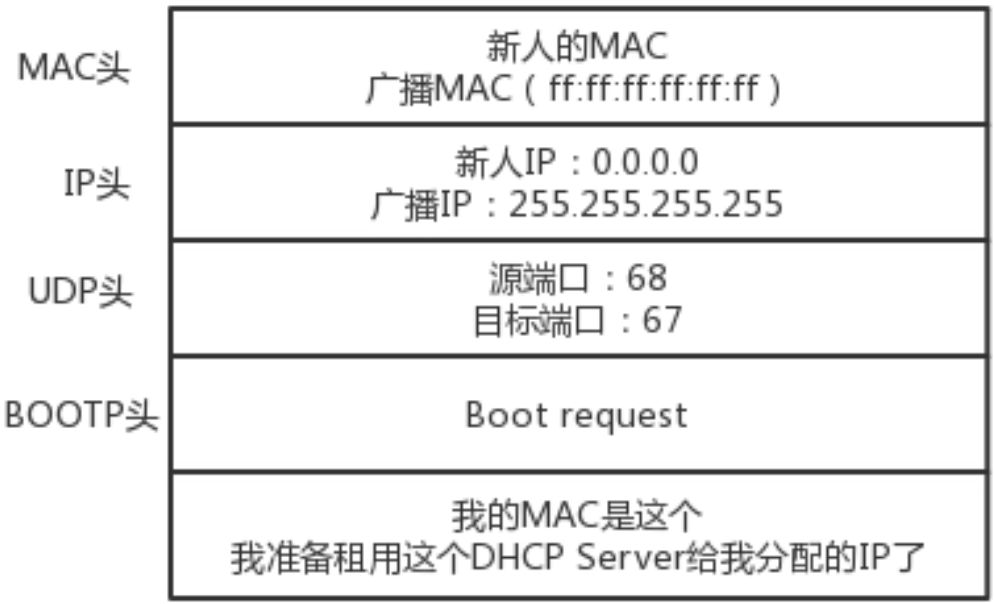 MAC头
新人的MAC
广播MAC（ff:ff:ff:ff:ff:ff）
IP头
新人IP：0.0.0.0
广播IP：255.255.255.255
UDP头
源端口：68
目标端口：67
BOOTP头
Boot request
我的MAC是这个
我准备租用这个DHCP Server给我分配的IP了